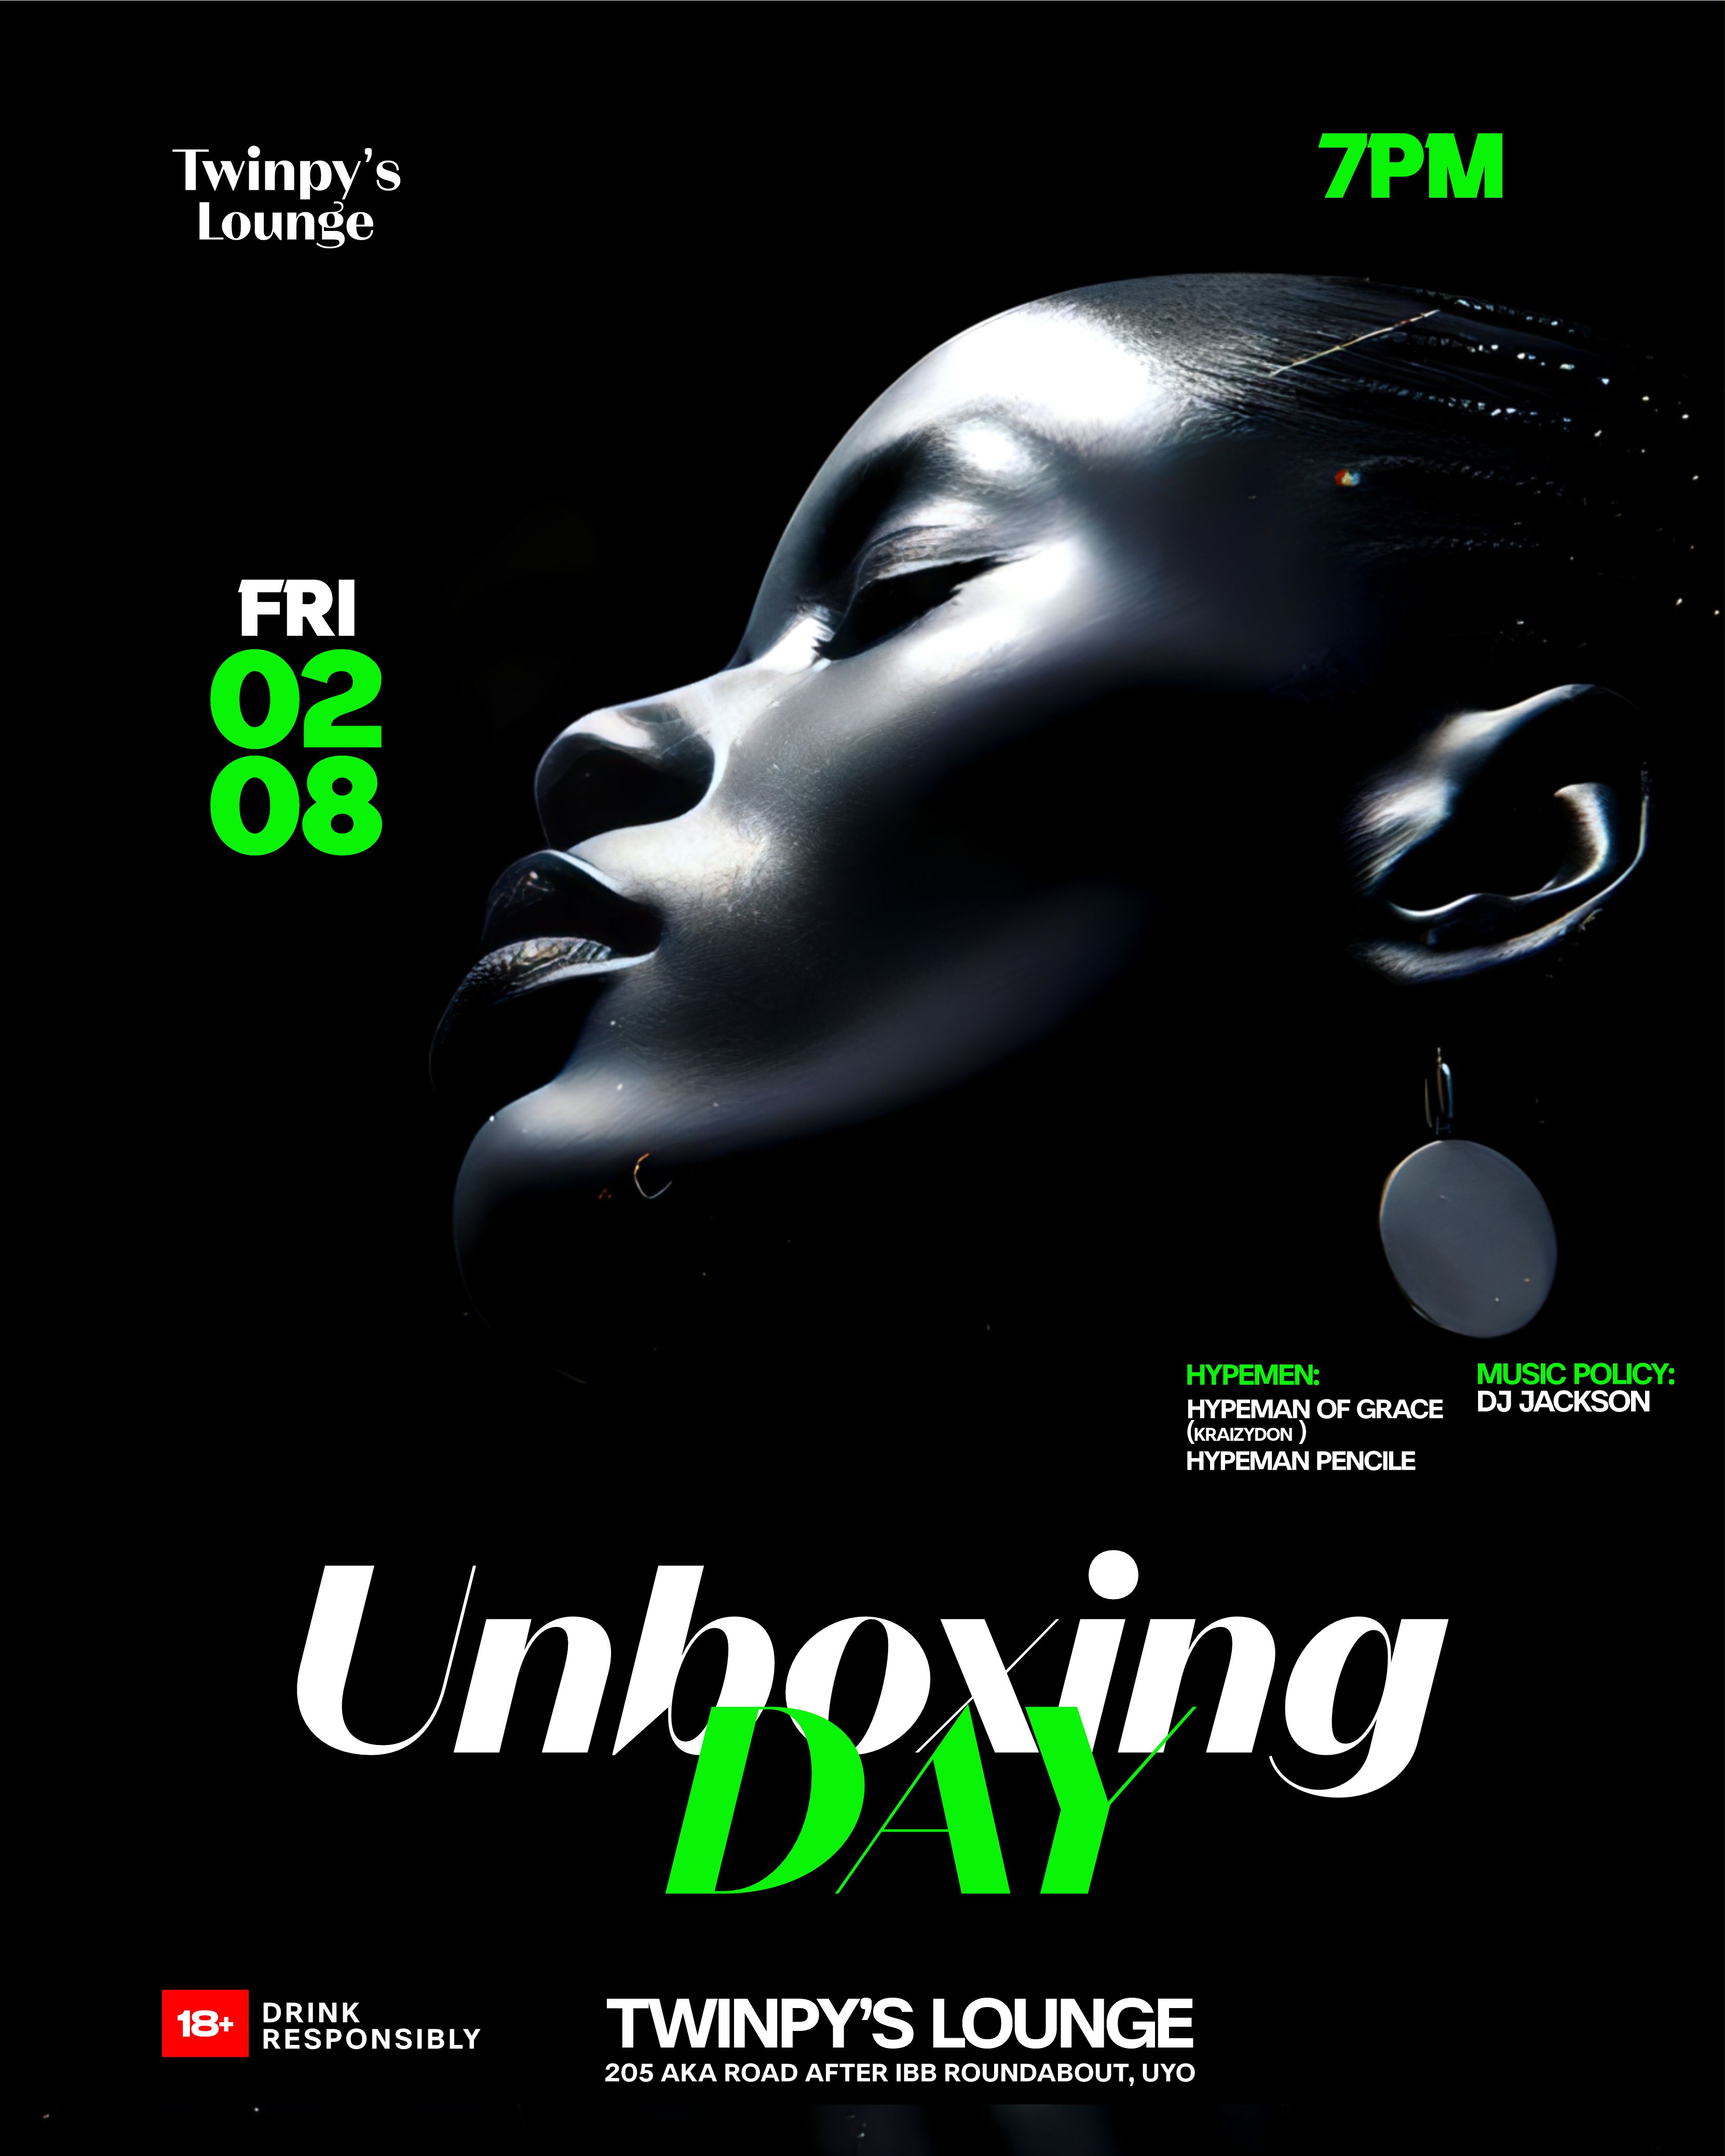 Twinpy's
Lounge
7PM
FRI
02
08
HYPEMEN:
HYPEMAN OF GRACE
(KRAIZYDON )
HYPEMAN PENCILE
MUSIC POLICY:
DJ JACKSON
Unboxing
DAY
18+
DRINK
RESPONSIBLY
TWINPY'S LOUNGE
205 AKA ROAD AFTER IBB ROUNDABOUT, UYO